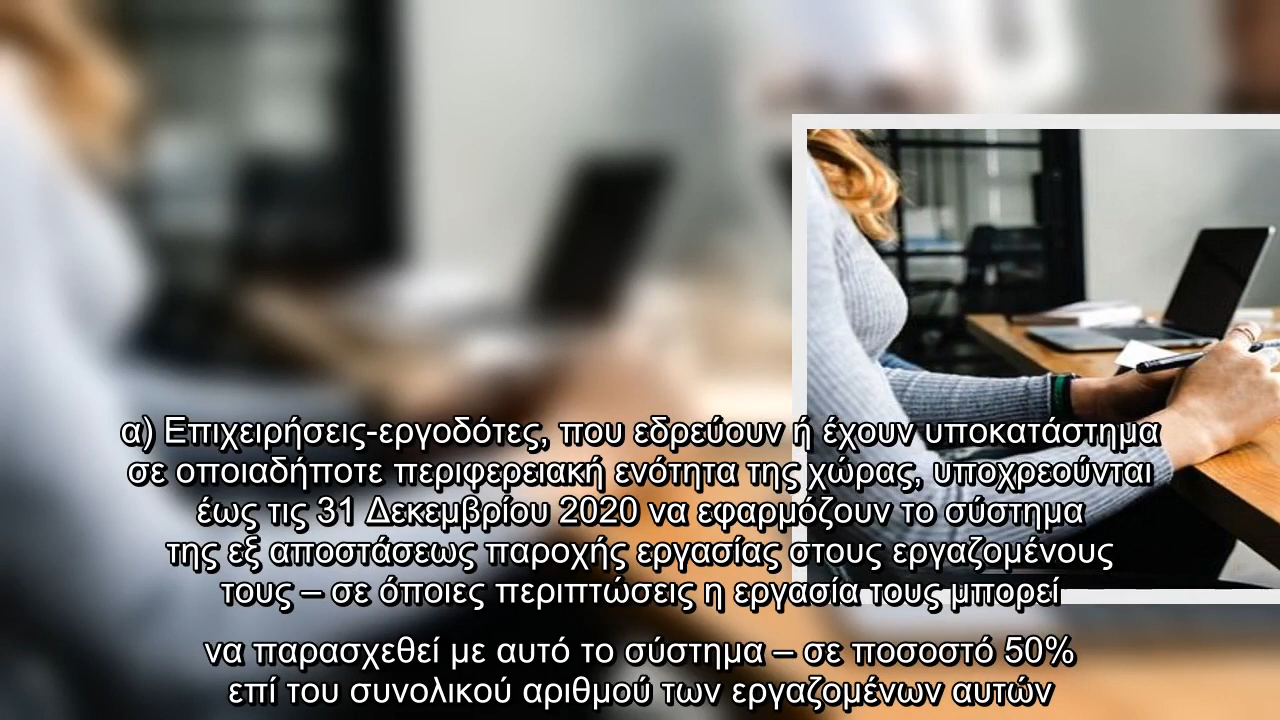 α) Επιχειρήσεις-εργοδότες, που εδρεύουν ή έχουν υποκατάστημα
σε οποιαδήποτε περιφερειακή ενότητα της χώρας, υποχρεούνται
έως τις 31 Δεκεμβρίου 2020 να εφαρμόζουν το σύστημα
της εξ αποστάσεως παροχής εργασίας στους εργαζομένους
τους – σε όποιες περιπτώσεις η εργασία τους μπορεί
να παρασχεθεί με αυτό το σύστημα – σε ποσοστό 50%
επί του συνολικού αριθμού των εργαζομένων αυτών